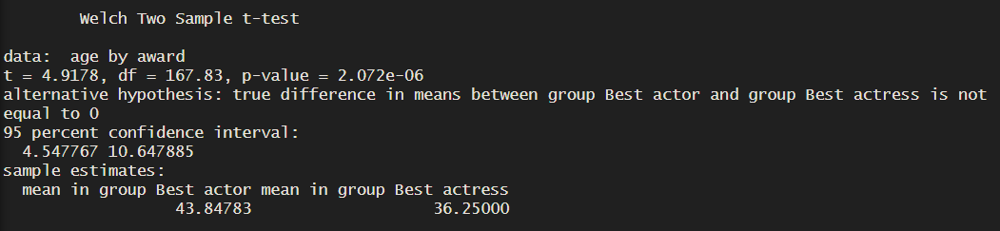 Welch Two Sample t-test
data:  age by award
t = 4.9178, df = 167.83, p-value = 2.072e-06
alternative hypothesis: true difference in means between group Best actor and group Best actress is not
equal to 0
95 percent confidence interval:
4.547767 10.647885
sample estimates:
mean in group Best actor mean in group Best actress
43.84783 36.25000